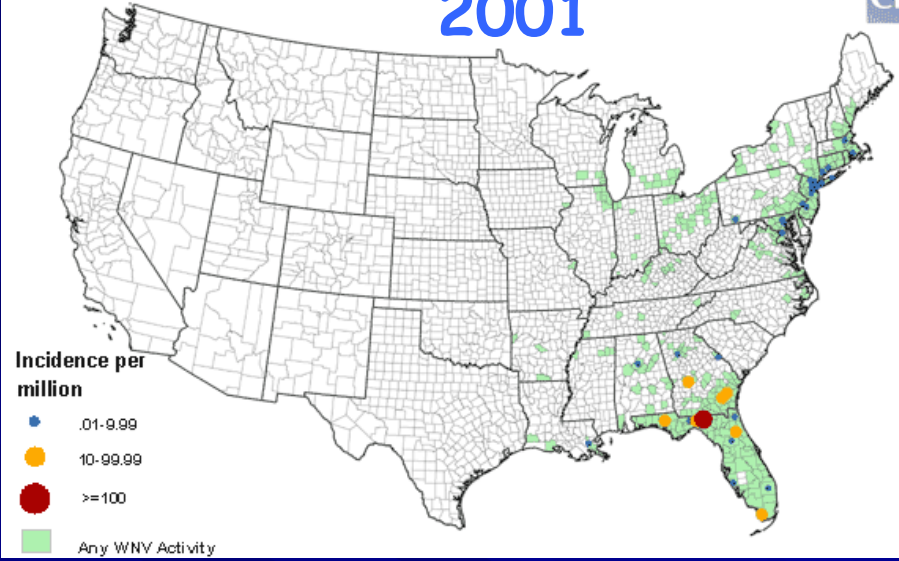 2001
Incidence per
million
.01-9.99
10-99.99
>=100
Any WNV Activity